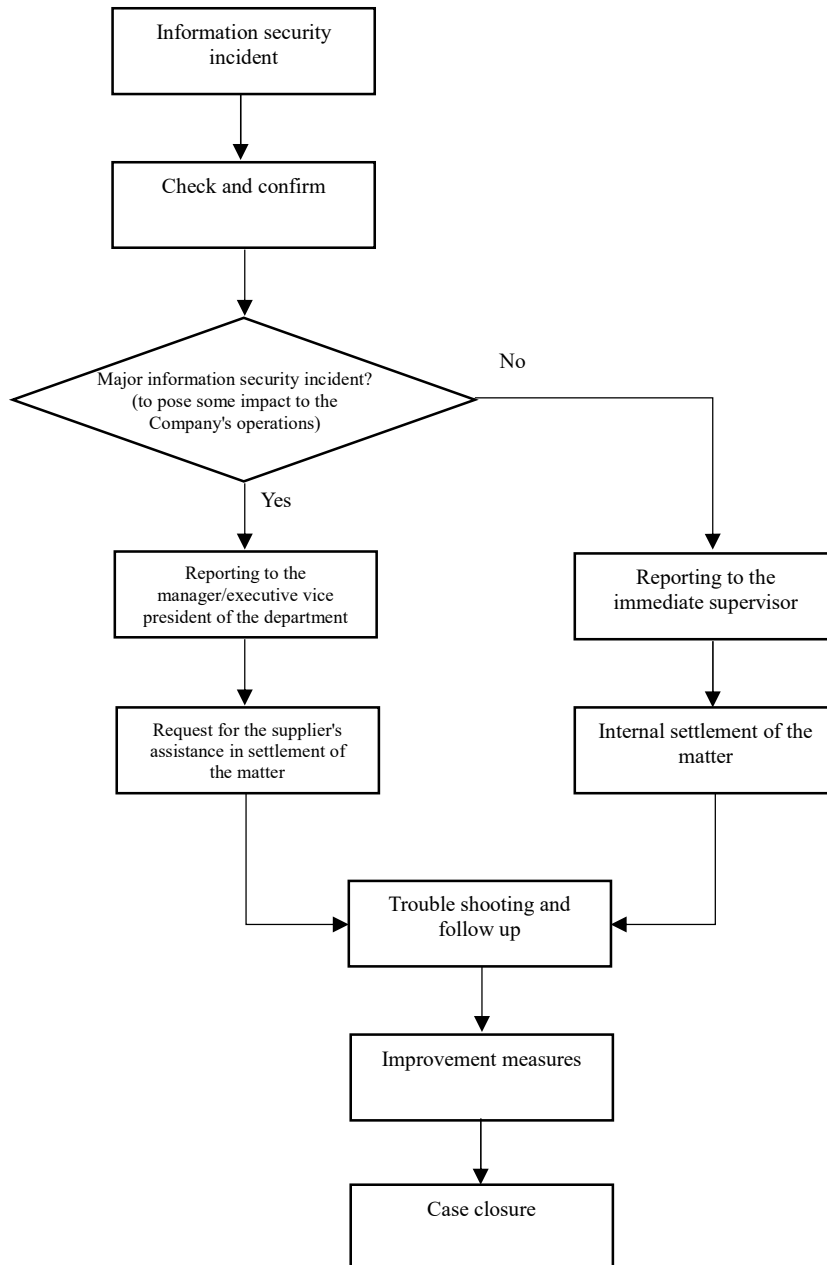 Information security
incident
Check and confirm
No
Major information security incident?
(to pose some impact to the
Company's operations)
Yes
Reporting to the
manager/executive vice
president of the department
Reporting to the
immediate supervisor
Request for the supplier's
assistance in settlement of
the matter
Internal settlement of the
matter
Trouble shooting and
follow up
Improvement measures
Case closure